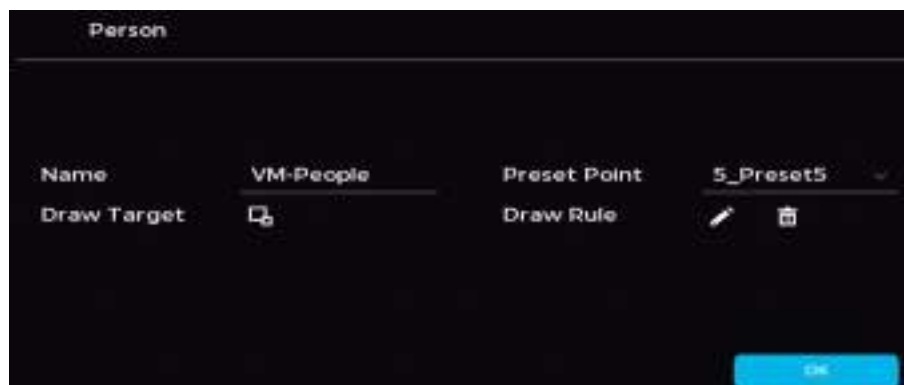 Person
Name VM-People Preset Point 5_Preset5
Draw Target Draw Rule
OK